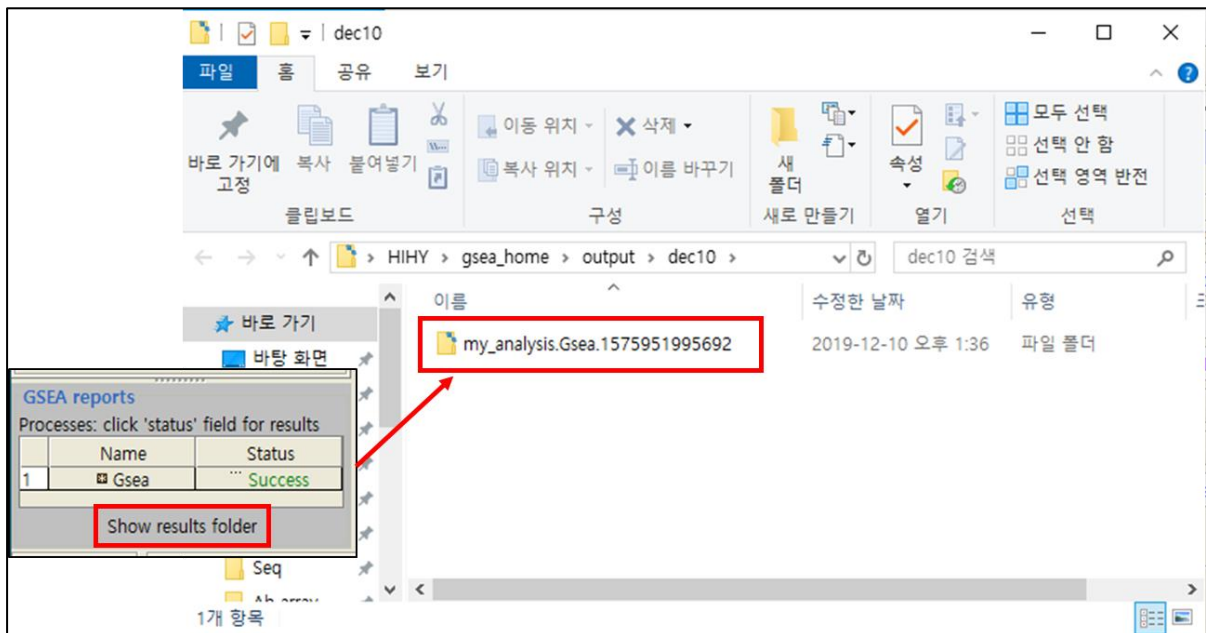 dec10
파일 홈 공유 보기
바로 가기에 고정
복사
붙여넣기
이동 위치
복사 위치
삭제
이름 바꾸기
새 폴더
속성
모두 선택
선택 안 함
선택 영역 반전
클립보드 구성 새로 만들기 열기 선택
HIHY › gsea_home › output › dec10 ›
dec10 검색
이름 수정한 날짜 유형
바로 가기
my_analysis.Gsea.1575951995692 2019-12-10 오후 1:36 파일 폴더
바탕 화면
GSEA reports
Processes: click 'status' field for results
Name Status
1 Gsea ... Success
Show results folder
Seq
1개 항목